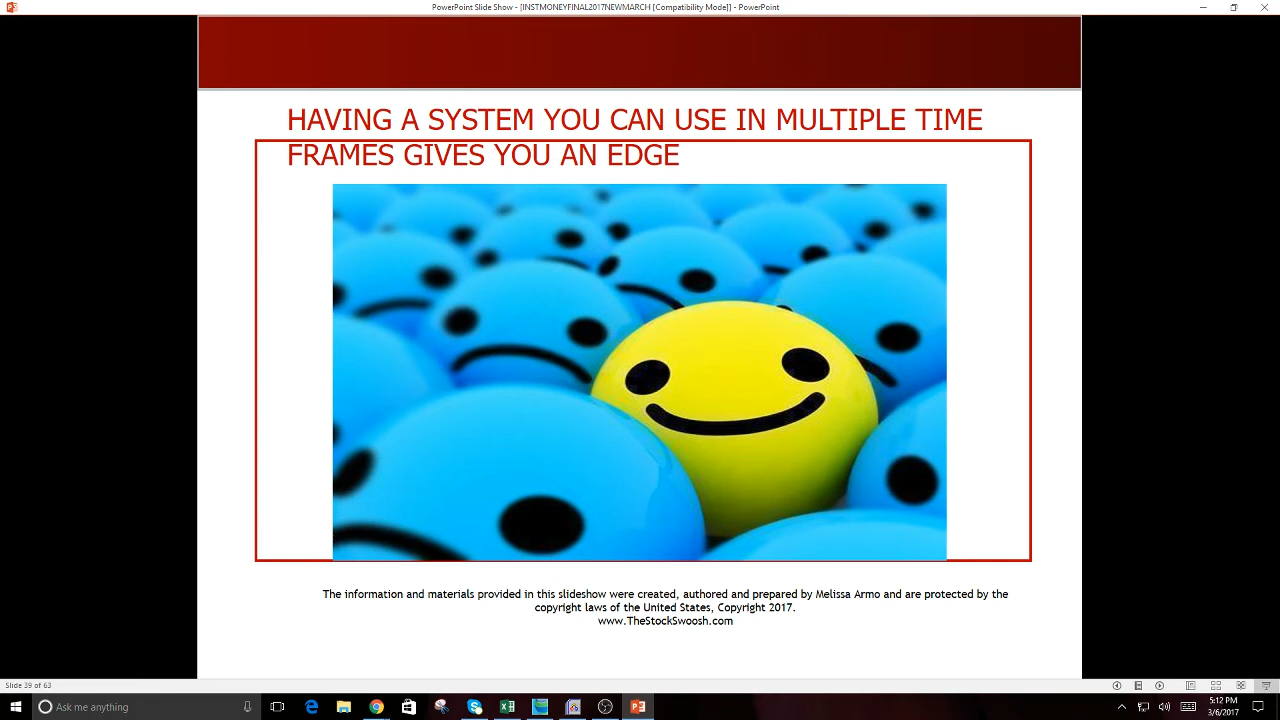 PowerPoint Slide Show - [INSTMONEYFINAL2017NEWMARCH [Compatibility Mode]] - PowerPoint
HAVING A SYSTEM YOU CAN USE IN MULTIPLE TIME
FRAMES GIVES YOU AN EDGE
The information and materials provided in this slideshow were created, authored and prepared by Melissa Armo and are protected by the
copyright laws of the United States, Copyright 2017.
www.TheStockSwoosh.com
Slide 39 of 63
Ask me anything
5:12 PM
3/6/2017